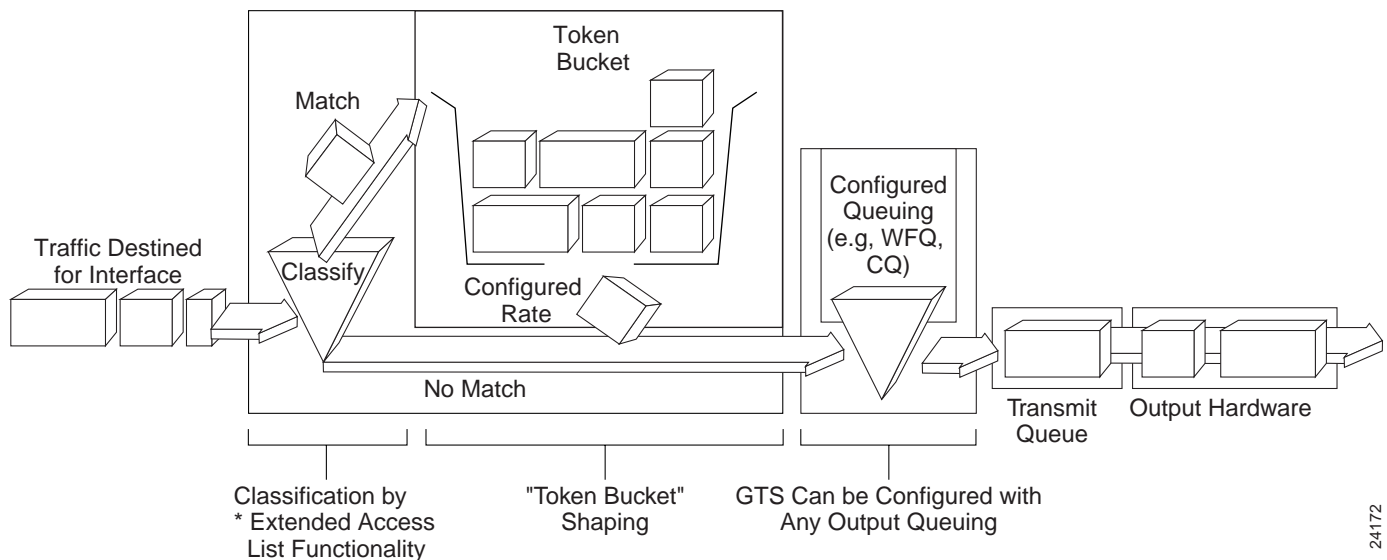 Token
Bucket
Match
Traffic Destined
for Interface
Classify
Configured
Rate
No Match
Configured
Queuing
(e.g, WFQ,
CQ)
Transmit
Queue
Output Hardware
Classification by
* Extended Access
List Functionality
"Token Bucket"
Shaping
GTS Can be Configured with
Any Output Queuing
24172